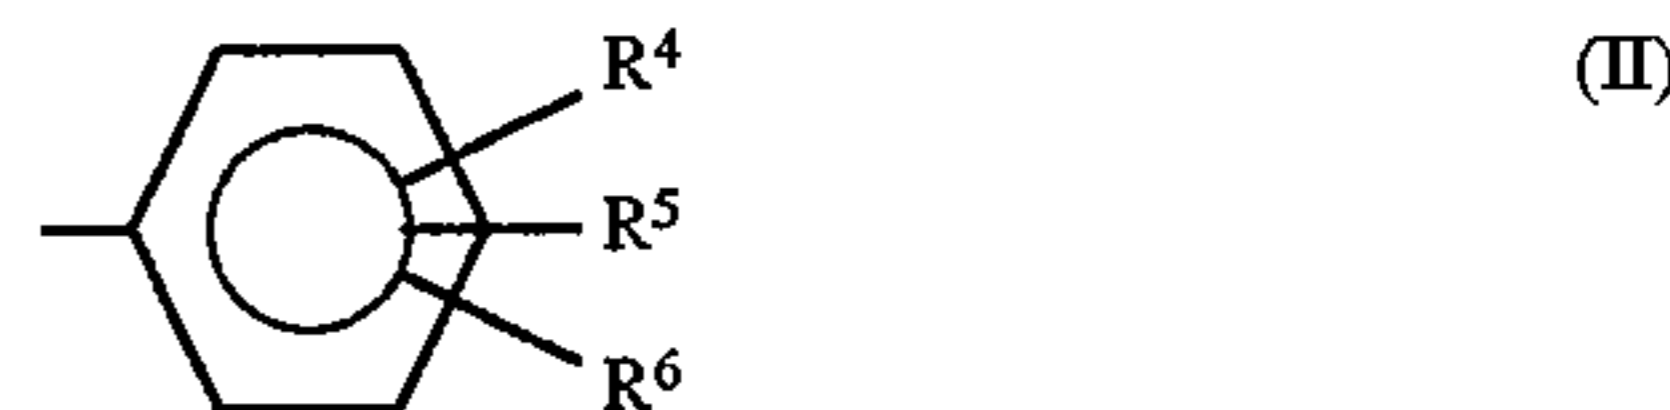 R⁴ (II)
R⁵
R⁶